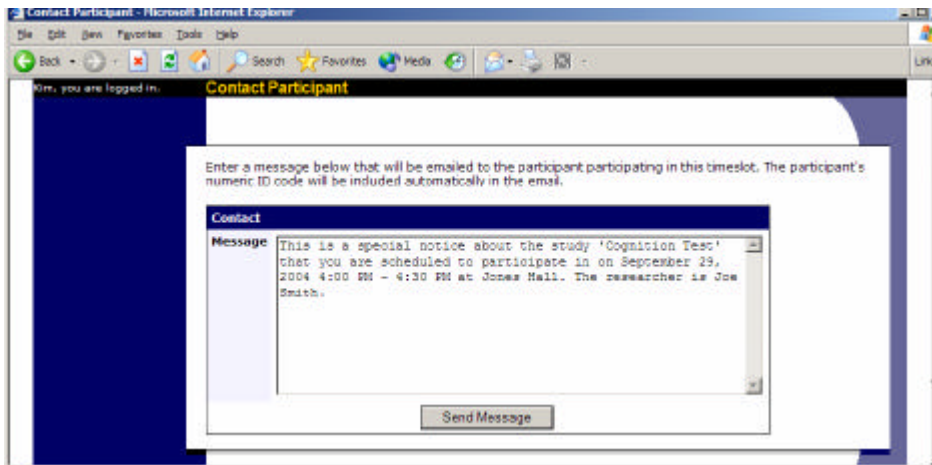 Contact Participant - Microsoft Internet Explorer
File Edit View Favorites Tools Help
Back Search Favorites Media
Link
Kim, you are logged in. Contact Participant
Enter a message below that will be emailed to the participant participating in this timeslot. The participant's
numeric ID code will be included automatically in the email.
Contact
Message
This is a special notice about the study 'Cognition Test'
that you are scheduled to participate in on September 29,
2004 4:00 PM - 4:30 PM at Jones Hall. The researcher is Joe
Smith.
Send Message